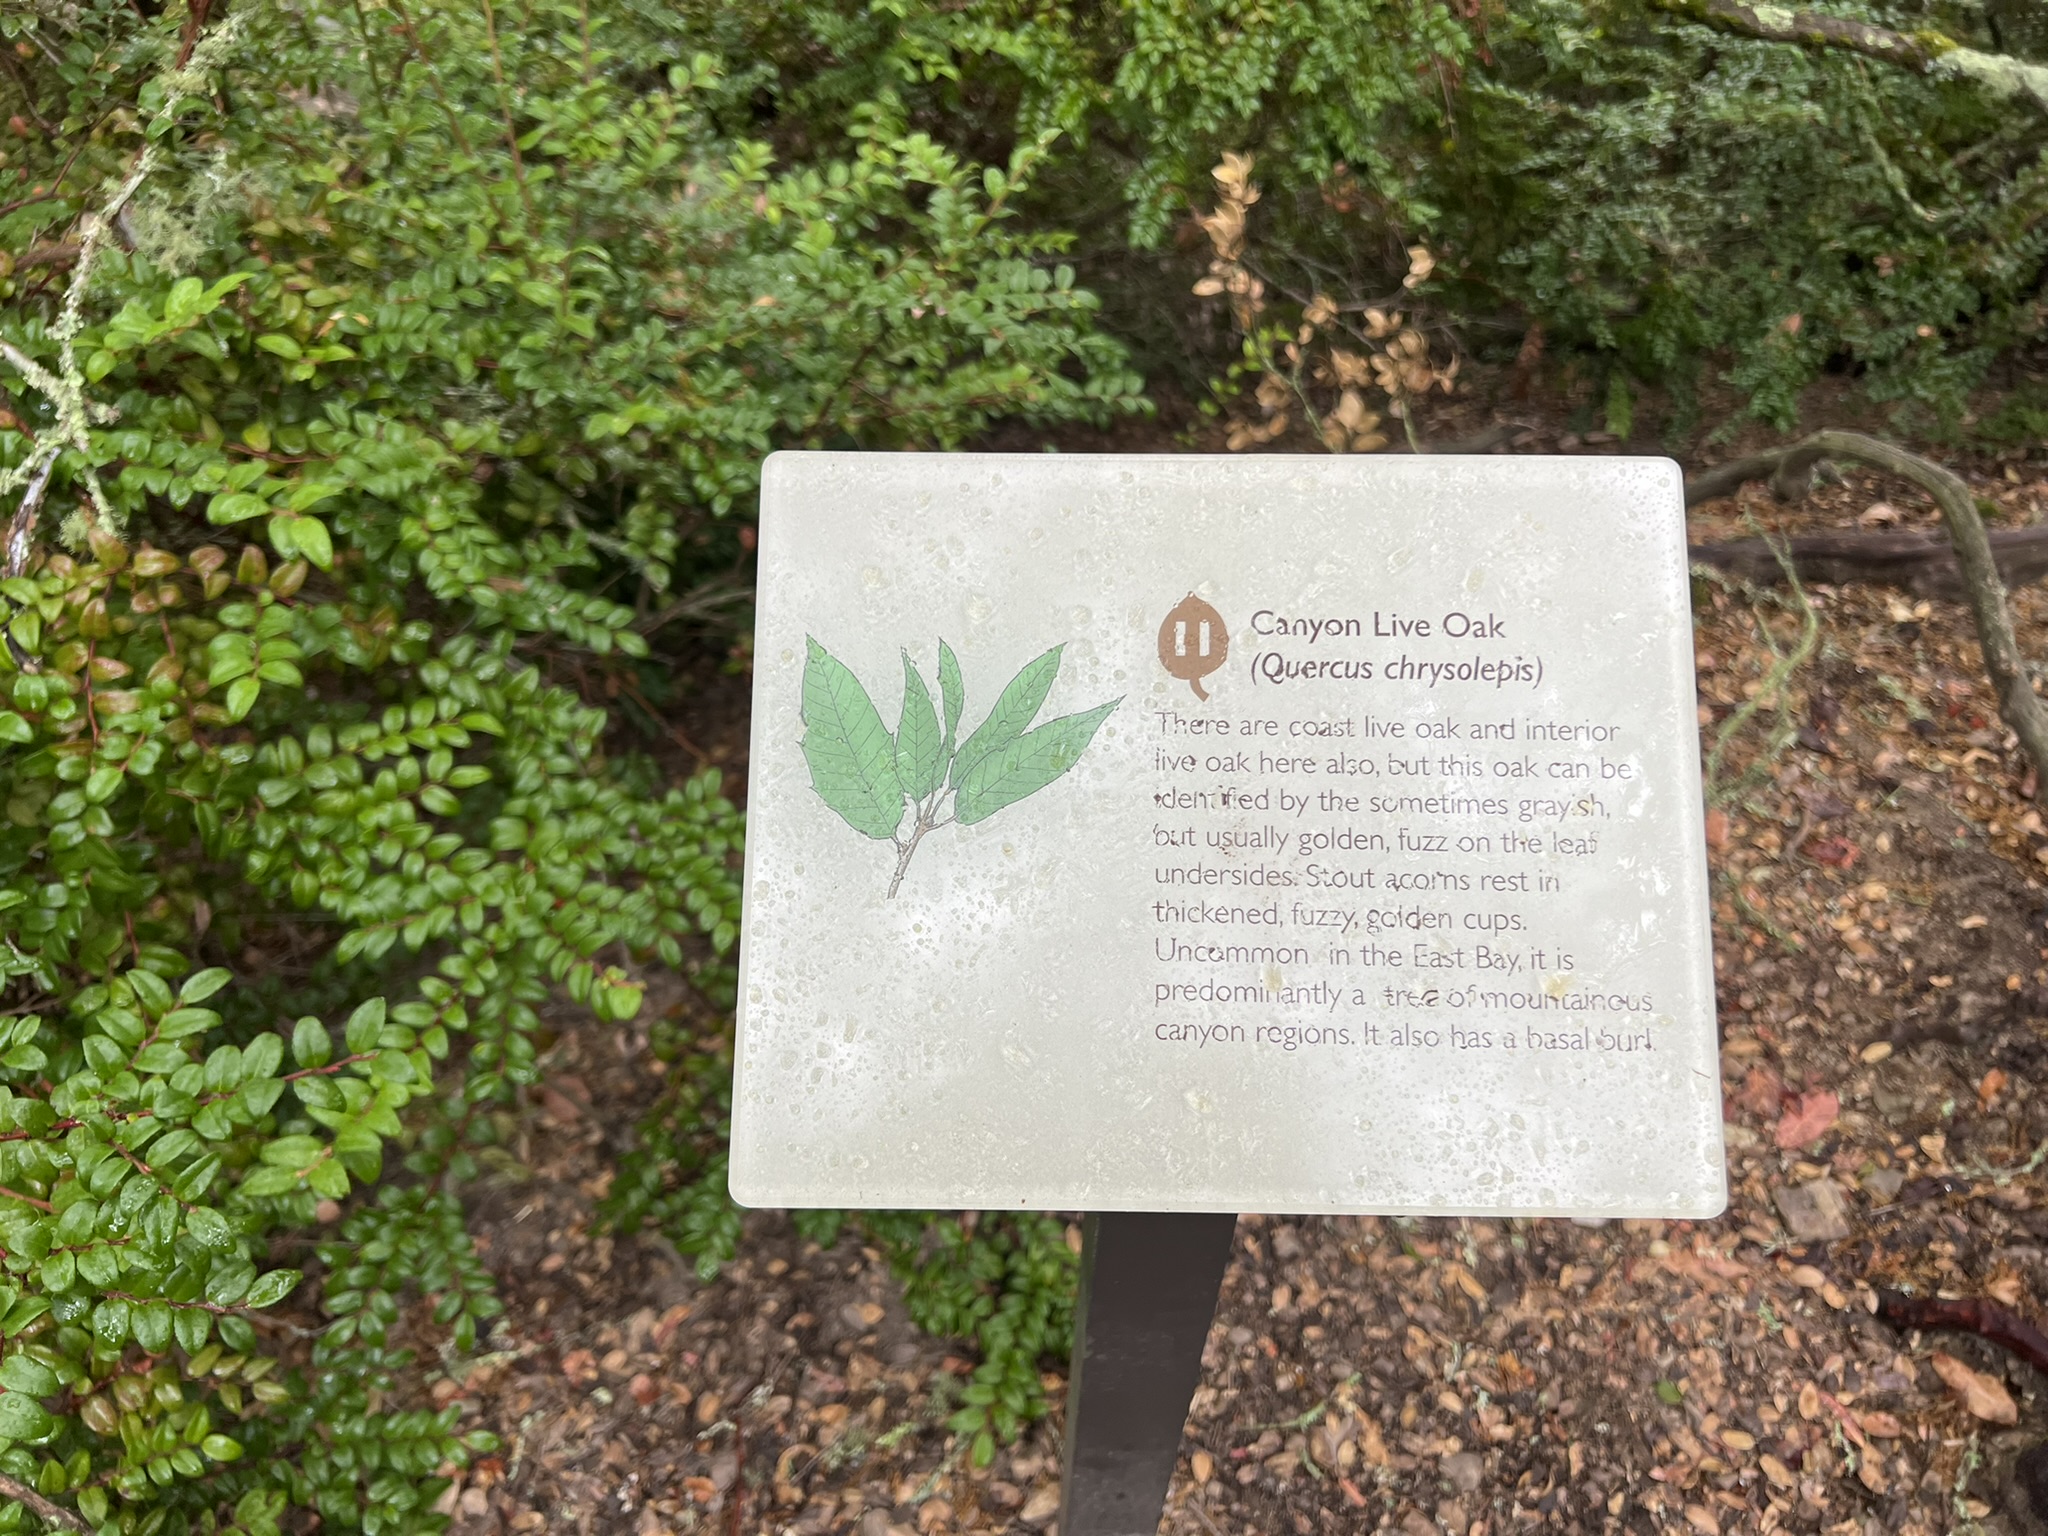 11
Canyon Live Oak
(Quercus chrysolepis)
There are coast live oak and interior
live oak here also, but this oak can be
identified by the sometimes grayish,
but usually golden, fuzz on the leaf
undersides. Stout acorns rest in
thickened, fuzzy, golden cups.
Uncommon in the East Bay, it is
predominantly a tree of mountainous
canyon regions. It also has a basal burl.